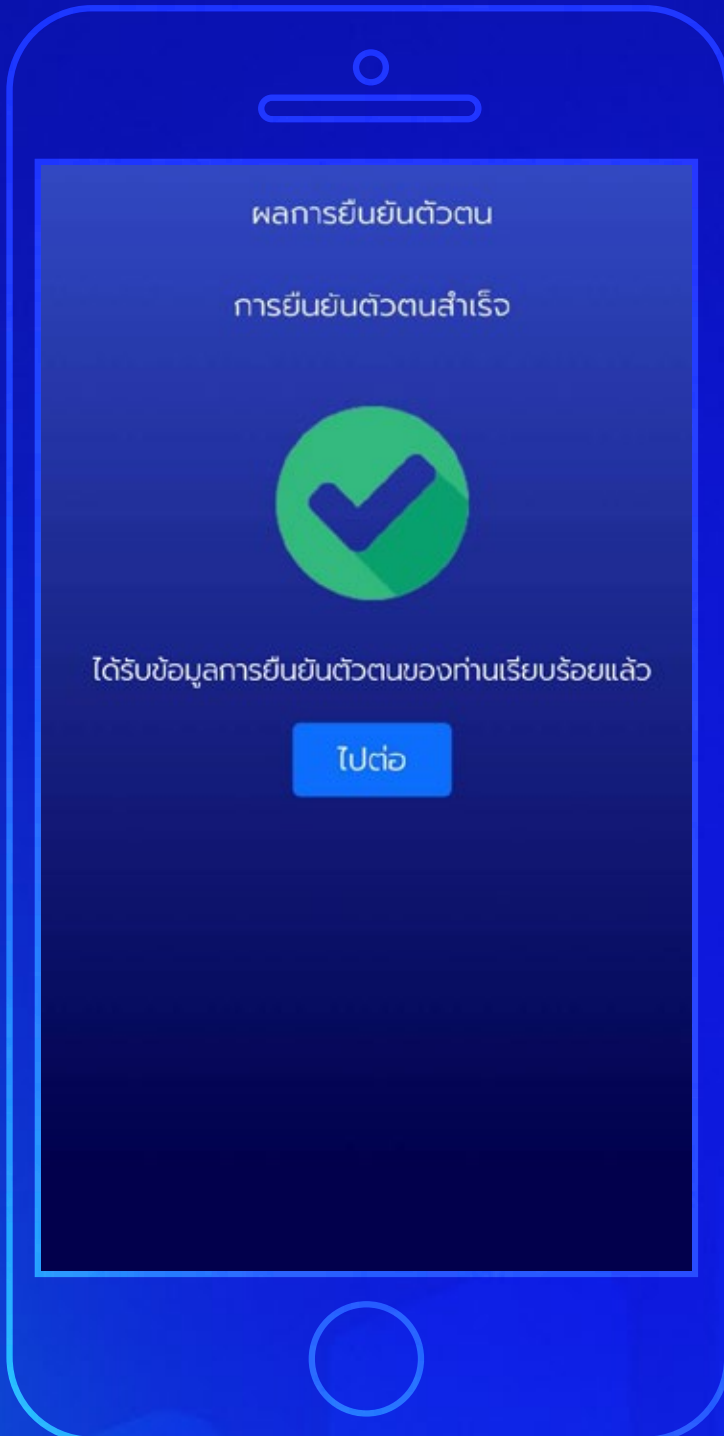 ผลการยืนยันตัวตน
การยืนยันตัวตนสำเร็จ
ได้รับข้อมูลการยืนยันตัวตนของท่านเรียบร้อยแล้ว
ไปต่อ